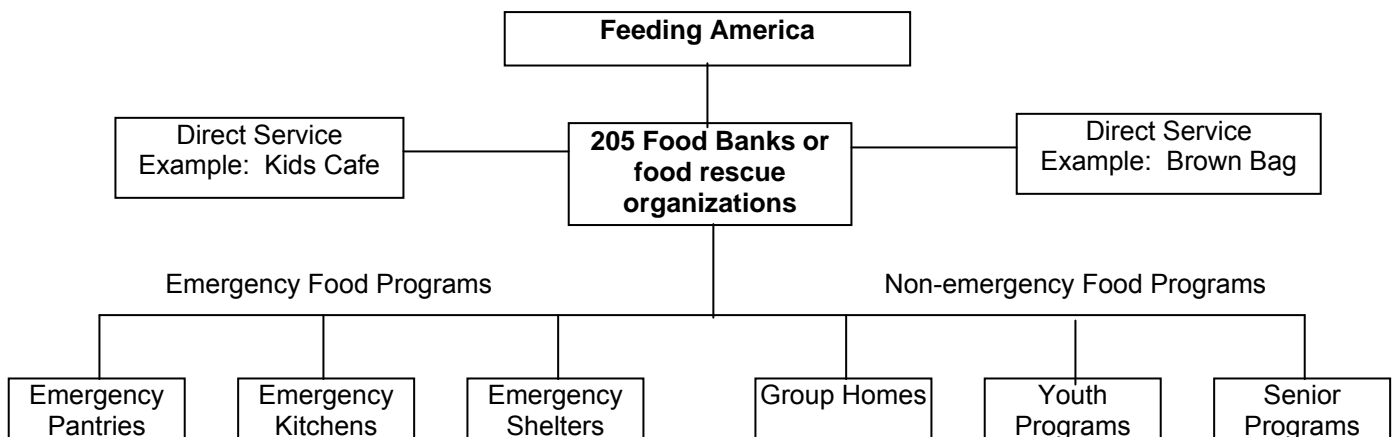 Feeding America
Direct Service
Example:  Kids Cafe
205 Food Banks or
food rescue
organizations
Direct Service
Example:  Brown Bag
Emergency Food Programs
Non-emergency Food Programs
Emergency
Pantries
Emergency
Kitchens
Emergency
Shelters
Group Homes
Youth
Programs
Senior
Programs